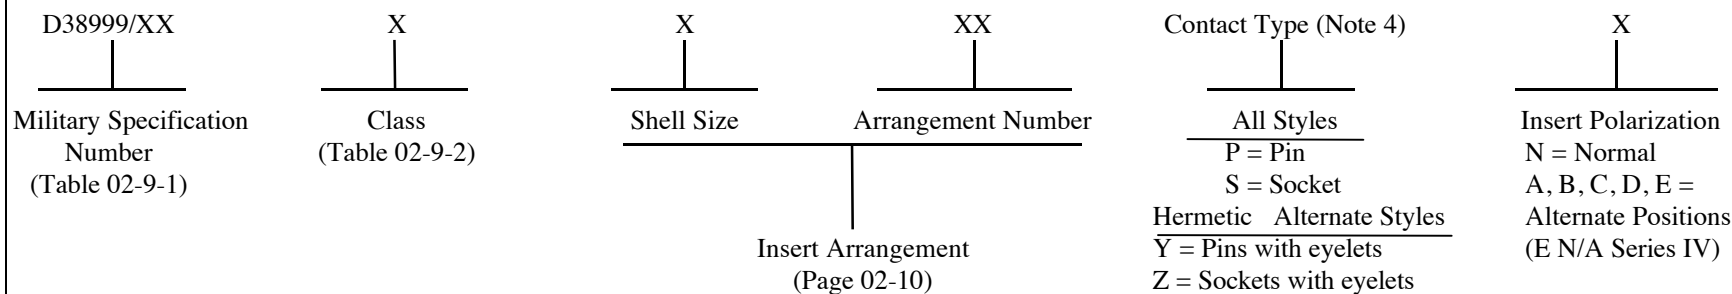 D38999/XX
Military Specification
Number
(Table 02-9-1)
X
Class
(Table 02-9-2)
X
Shell Size
XX
Arrangement Number
Insert Arrangement
(Page 02-10)
Contact Type (Note 4)
All Styles
P = Pin
S = Socket
Hermetic Alternate Styles
Y = Pins with eyelets
Z = Sockets with eyelets
X
Insert Polarization
N = Normal
A, B, C, D, E =
Alternate Positions
(E N/A Series IV)